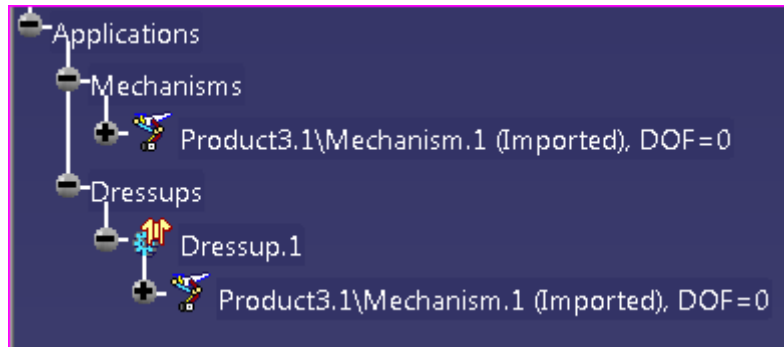 Applications
Mechanisms
Product3.1\Mechanism.1 (Imported), DOF=0
Dressups
Dressup.1
Product3.1\Mechanism.1 (Imported), DOF=0